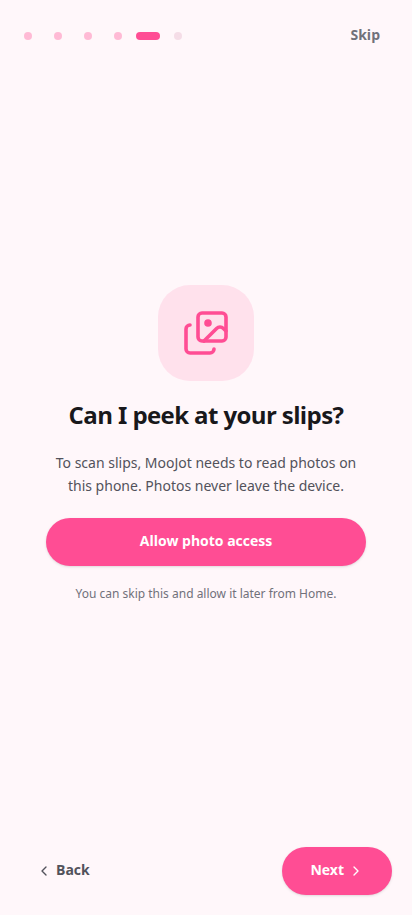 Skip
Can I peek at your slips?
To scan slips, MooJot needs to read photos on
this phone. Photos never leave the device.
Allow photo access
You can skip this and allow it later from Home.
Back
Next